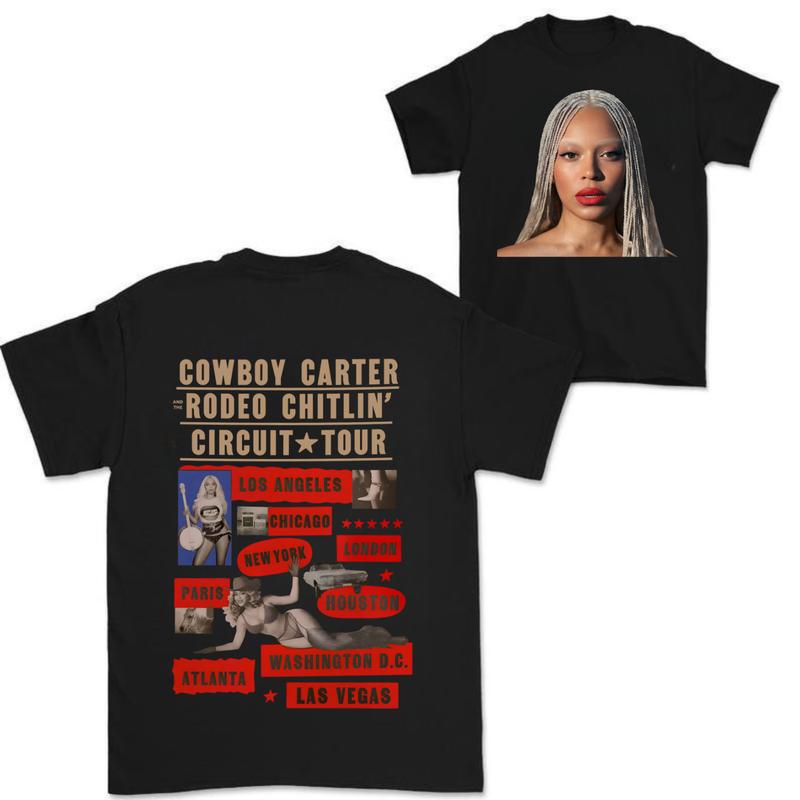 COWBOY CARTER
AND THE RODEO CHITLIN'
CIRCUIT★TOUR
LOS ANGELES
CHICAGO
★★★★★
NEW YORK
LONDON
PARIS
HOUSTON
WASHINGTON D.C.
ATLANTA
LAS VEGAS